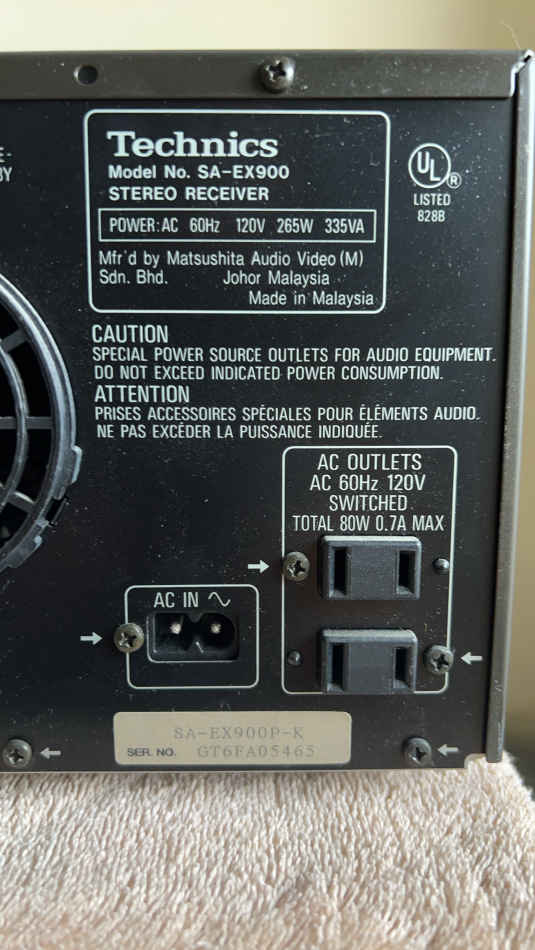 Technics
Model No. SA-EX900
STEREO RECEIVER
POWER: AC 60Hz 120V 265W 335VA
Mfr'd by Matsushita Audio Video (M)
Sdn. Bhd. Johor Malaysia
Made in Malaysia
UL ®
LISTED
828B
CAUTION
SPECIAL POWER SOURCE OUTLETS FOR AUDIO EQUIPMENT.
DO NOT EXCEED INDICATED POWER CONSUMPTION.
ATTENTION
PRISES ACCESSOIRES SPÉCIALES POUR ÉLÉMENTS AUDIO.
NE PAS EXCÉDER LA PUISSANCE INDIQUÉE.
AC OUTLETS
AC 60Hz 120V
SWITCHED
TOTAL 80W 0.7A MAX
AC IN ∿
SA-EX900P-K
SER. NO. GT6FA05465